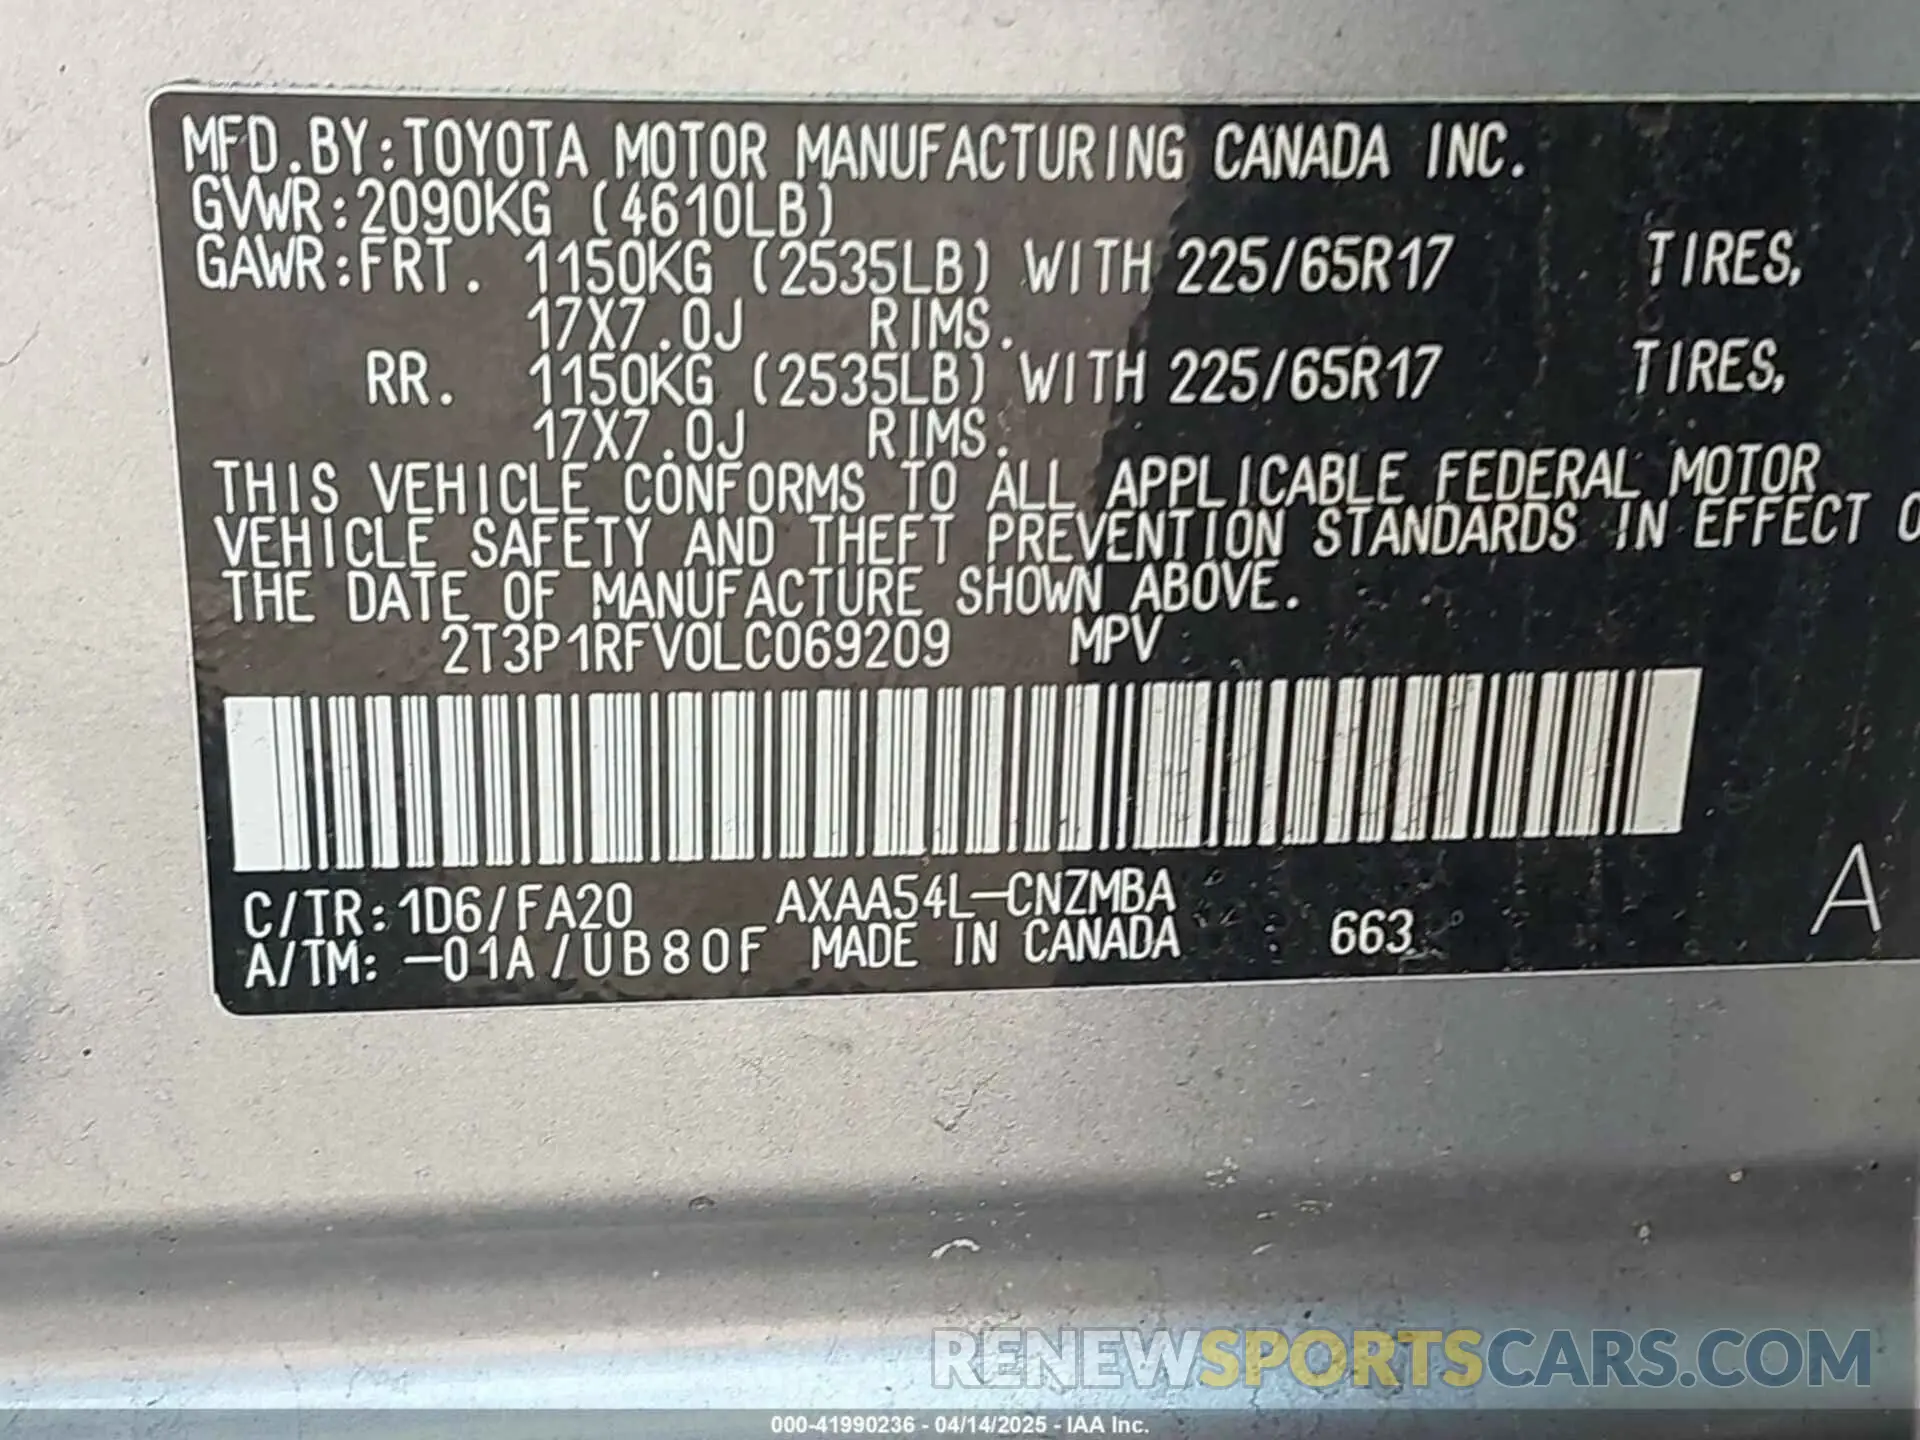 MFD.BY:TOYOTA MOTOR MANUFACTURING CANADA INC.
GVWR:2090KG (4610LB)
GAWR:FRT. 1150KG (2535LB) WITH 225/65R17 TIRES,
17X7.0J RIMS.
RR. 1150KG (2535LB) WITH 225/65R17 TIRES,
17X7.0J RIMS.
THIS VEHICLE CONFORMS TO ALL APPLICABLE FEDERAL MOTOR
VEHICLE SAFETY AND THEFT PREVENTION STANDARDS IN EFFECT O
THE DATE OF MANUFACTURE SHOWN ABOVE.
2T3P1RFV0LC069209 MPV
C/TR:1D6/FA20 AXAA54L-CNZMBA
A/TM: -01A/UB80F MADE IN CANADA 663 A
RENEWSPORTSCARS.COM
000-41990236 - 04/14/2025 - IAA Inc.